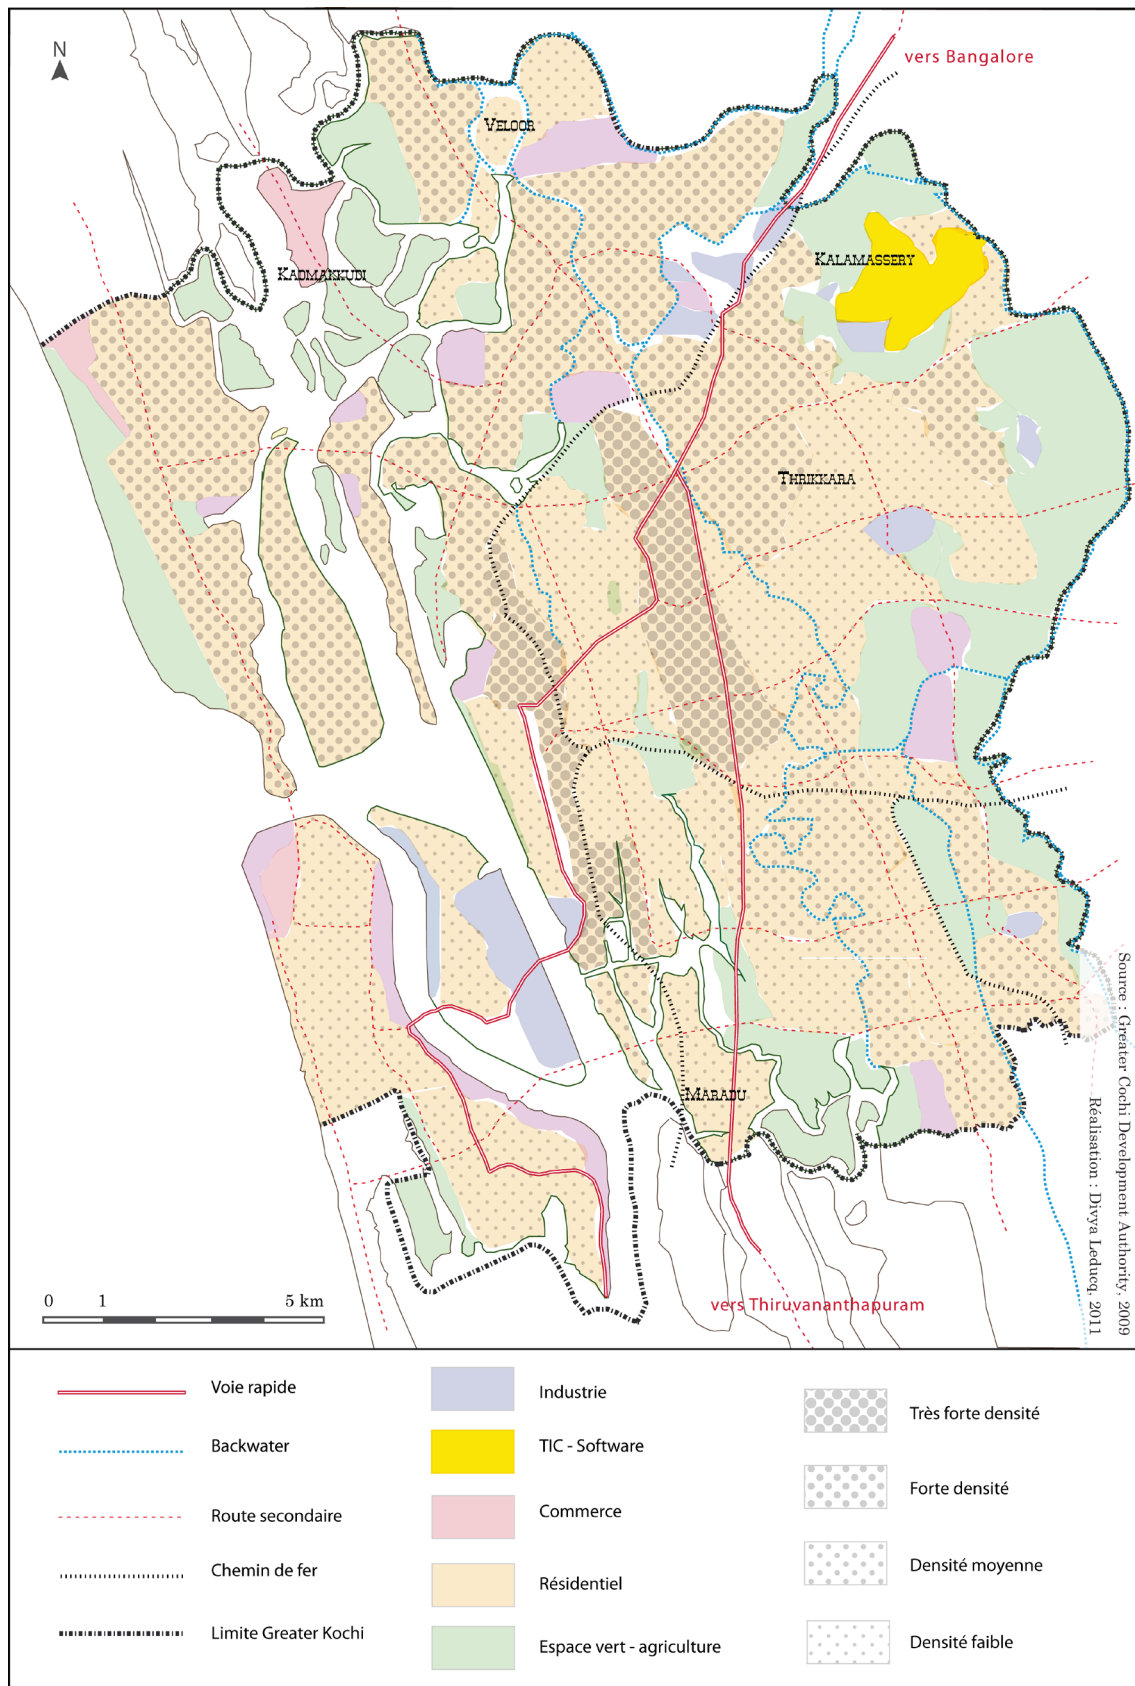 N
vers Bangalore
VELOOR
KALAMASSERY
KADMAKKUDI
THRIKKARA
MARADU
Source : Greater Cochi Development Authority, 2009
Réalisation : Divya Leducq, 2011
vers Thiruvananthapuram
0 1 5 km
Voie rapide
Backwater
Route secondaire
Chemin de fer
Limite Greater Kochi
Industrie
TIC - Software
Commerce
Résidentiel
Espace vert - agriculture
Très forte densité
Forte densité
Densité moyenne
Densité faible